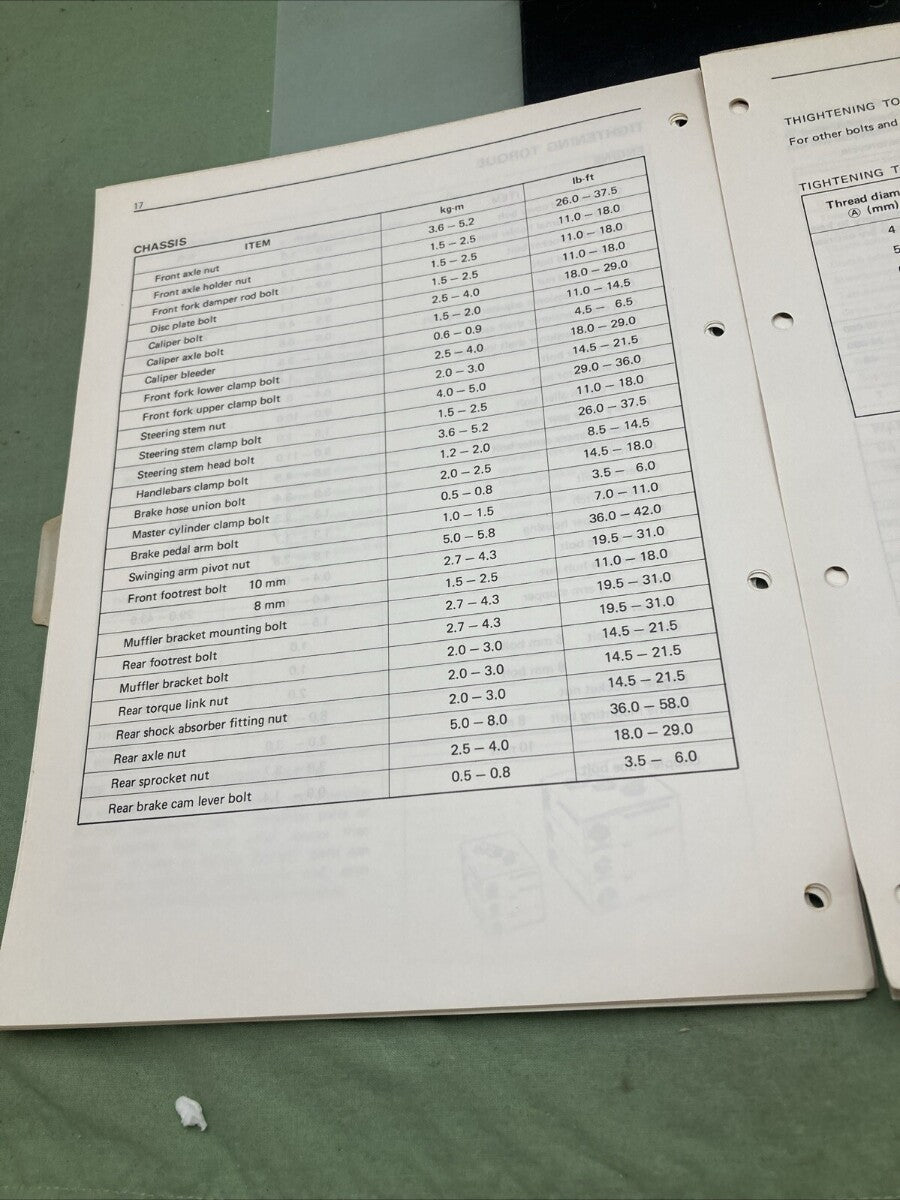 17
CHASSIS
ITEM kg-m lb-ft
Front axle nut 3.6 – 5.2 26.0 – 37.5
Front axle holder nut 1.5 – 2.5 11.0 – 18.0
Front fork damper rod bolt 1.5 – 2.5 11.0 – 18.0
Disc plate bolt 1.5 – 2.5 11.0 – 18.0
Caliper bolt 2.5 – 4.0 18.0 – 29.0
Caliper axle bolt 1.5 – 2.0 11.0 – 14.5
Caliper bleeder 0.6 – 0.9 4.5 – 6.5
Front fork lower clamp bolt 2.5 – 4.0 18.0 – 29.0
Front fork upper clamp bolt 2.0 – 3.0 14.5 – 21.5
Steering stem nut 4.0 – 5.0 29.0 – 36.0
Steering stem clamp bolt 1.5 – 2.5 11.0 – 18.0
Steering stem head bolt 3.6 – 5.2 26.0 – 37.5
Handlebars clamp bolt 1.2 – 2.0 8.5 – 14.5
Brake hose union bolt 2.0 – 2.5 14.5 – 18.0
Master cylinder clamp bolt 0.5 – 0.8 3.5 – 6.0
Brake pedal arm bolt 1.0 – 1.5 7.0 – 11.0
Swinging arm pivot nut 5.0 – 5.8 36.0 – 42.0
Front footrest bolt 10 mm 2.7 – 4.3 19.5 – 31.0
8 mm 1.5 – 2.5 11.0 – 18.0
Muffler bracket mounting bolt 2.7 – 4.3 19.5 – 31.0
Rear footrest bolt 2.7 – 4.3 19.5 – 31.0
Muffler bracket bolt 2.0 – 3.0 14.5 – 21.5
Rear torque link nut 2.0 – 3.0 14.5 – 21.5
Rear shock absorber fitting nut 2.0 – 3.0 14.5 – 21.5
Rear axle nut 5.0 – 8.0 36.0 – 58.0
Rear sprocket nut 2.5 – 4.0 18.0 – 29.0
Rear brake cam lever bolt 0.5 – 0.8 3.5 – 6.0
THIGHTENING TO
For other bolts and
TIGHTENING T
Thread diam
Ⓐ (mm)
4
5